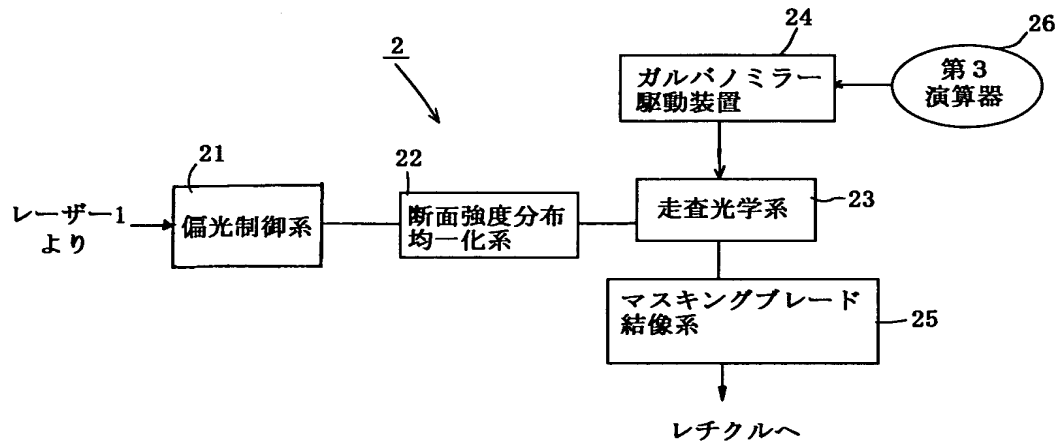 24
26
2
ガルバノミラー
駆動装置
第3
演算器
21
22
23
レーザー1
より
偏光制御系
断面強度分布
均一化系
走査光学系
マスキングブレード
結像系
25
レチクルへ